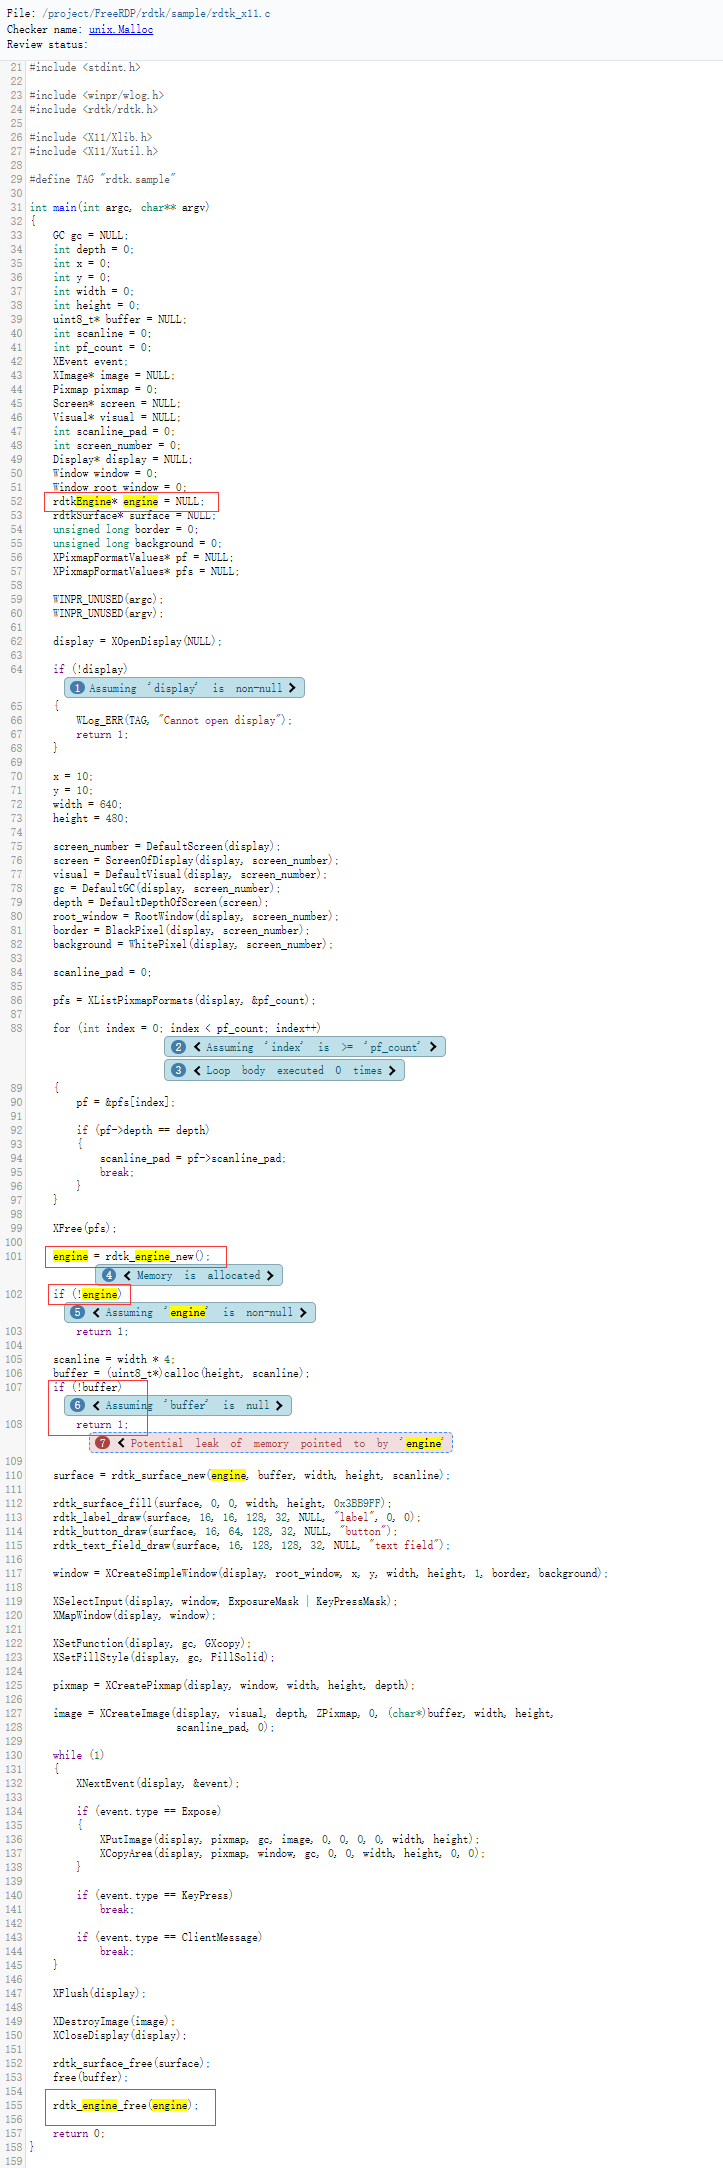 File: /project/FreeRDP/rdtk/sample/rdtk_x11.c
Checker name: unix.Malloc
Review status:
21 #include <stdint.h>
22
23 #include <winpr/wlog.h>
24 #include <rdtk/rdtk.h>
25
26 #include <X11/Xlib.h>
27 #include <X11/Xutil.h>
28
29 #define TAG "rdtk.sample"
30
31 int main(int argc, char** argv)
32 {
33 GC gc = NULL;
34 int depth = 0;
35 int x = 0;
36 int y = 0;
37 int width = 0;
38 int height = 0;
39 uint8_t* buffer = NULL;
40 int scanline = 0;
41 int pf_count = 0;
42 XEvent event;
43 XImage* image = NULL;
44 Pixmap pixmap = 0;
45 Screen* screen = NULL;
46 Visual* visual = NULL;
47 int scanline_pad = 0;
48 int screen_number = 0;
49 Display* display = NULL;
50 Window window = 0;
51 Window root_window = 0;
52 rdtkEngine* engine = NULL;
53 rdtkSurface* surface = NULL;
54 unsigned long border = 0;
55 unsigned long background = 0;
56 XPixmapFormatValues* pf = NULL;
57 XPixmapFormatValues* pfs = NULL;
58
59 WINPR_UNUSED(argc);
60 WINPR_UNUSED(argv);
61
62 display = XOpenDisplay(NULL);
63
64 if (!display)
1 Assuming 'display' is non-null >
65 {
66 WLog_ERR(TAG, "Cannot open display");
67 return 1;
68 }
69
70 x = 10;
71 y = 10;
72 width = 640;
73 height = 480;
74
75 screen_number = DefaultScreen(display);
76 screen = ScreenOfDisplay(display, screen_number);
77 visual = DefaultVisual(display, screen_number);
78 gc = DefaultGC(display, screen_number);
79 depth = DefaultDepthOfScreen(screen);
80 root_window = RootWindow(display, screen_number);
81 border = BlackPixel(display, screen_number);
82 background = WhitePixel(display, screen_number);
83
84 scanline_pad = 0;
85
86 pfs = XListPixmapFormats(display, &pf_count);
87
88 for (int index = 0; index < pf_count; index++)
2 < Assuming 'index' is >= 'pf_count' >
3 < Loop body executed 0 times >
89 {
90 pf = &pfs[index];
91
92 if (pf->depth == depth)
93 {
94 scanline_pad = pf->scanline_pad;
95 break;
96 }
97 }
98
99 XFree(pfs);
100
101 engine = rdtk_engine_new();
4 < Memory is allocated >
102 if (!engine)
5 < Assuming 'engine' is non-null >
103 return 1;
104
105 scanline = width * 4;
106 buffer = (uint8_t*)calloc(height, scanline);
107 if (!buffer)
6 < Assuming 'buffer' is null >
108 return 1;
7 < Potential leak of memory pointed to by 'engine'
109
110 surface = rdtk_surface_new(engine, buffer, width, height, scanline);
111
112 rdtk_surface_fill(surface, 0, 0, width, height, 0x3BB9FF);
113 rdtk_label_draw(surface, 16, 16, 128, 32, NULL, "label", 0, 0);
114 rdtk_button_draw(surface, 16, 64, 128, 32, NULL, "button");
115 rdtk_text_field_draw(surface, 16, 128, 128, 32, NULL, "text field");
116
117 window = XCreateSimpleWindow(display, root_window, x, y, width, height, 1, border, background);
118
119 XSelectInput(display, window, ExposureMask | KeyPressMask);
120 XMapWindow(display, window);
121
122 XSetFunction(display, gc, GXcopy);
123 XSetFillStyle(display, gc, FillSolid);
124
125 pixmap = XCreatePixmap(display, window, width, height, depth);
126
127 image = XCreateImage(display, visual, depth, ZPixmap, 0, (char*)buffer, width, height,
128 scanline_pad, 0);
129
130 while (1)
131 {
132 XNextEvent(display, &event);
133
134 if (event.type == Expose)
135 {
136 XPutImage(display, pixmap, gc, image, 0, 0, 0, 0, width, height);
137 XCopyArea(display, pixmap, window, gc, 0, 0, width, height, 0, 0);
138 }
139
140 if (event.type == KeyPress)
141 break;
142
143 if (event.type == ClientMessage)
144 break;
145 }
146
147 XFlush(display);
148
149 XDestroyImage(image);
150 XCloseDisplay(display);
151
152 rdtk_surface_free(surface);
153 free(buffer);
154
155 rdtk_engine_free(engine);
156
157 return 0;
158 }
159